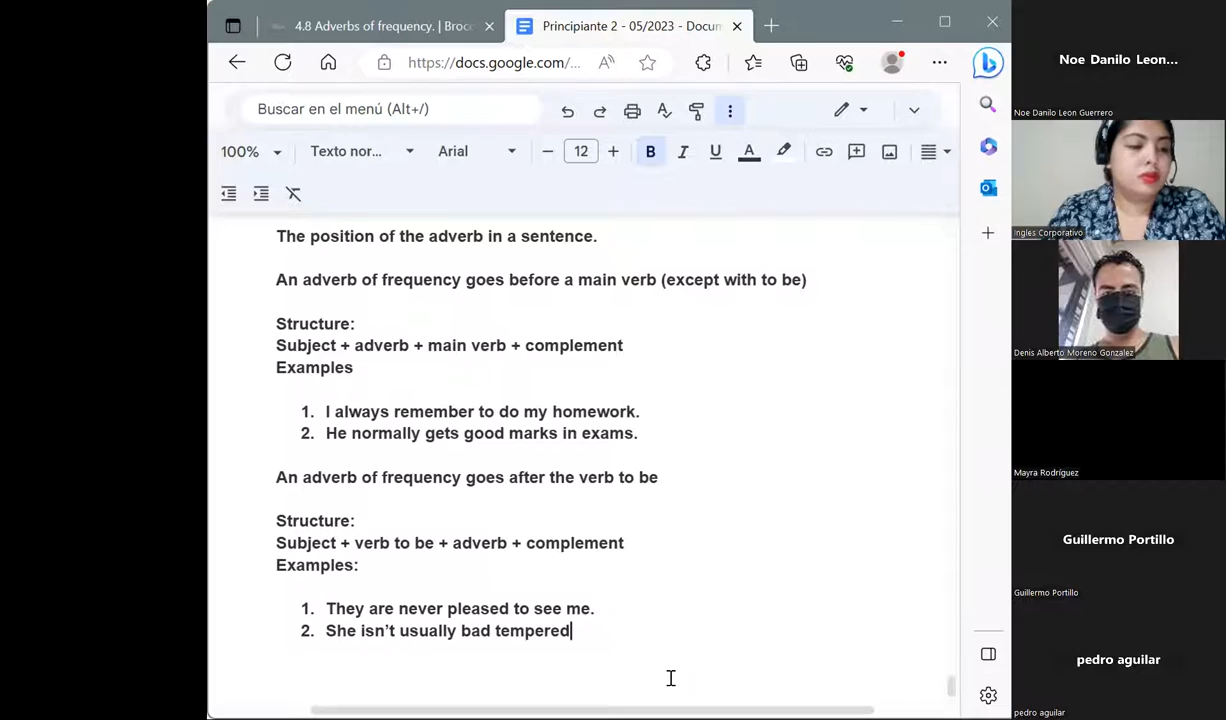 4.8 Adverbs of frequency. | Broc
Principiante 2 - 05/2023 - Docum
https://docs.google.com/...
Buscar en el menú (Alt+/)
100%
Texto nor...
Arial
12
The position of the adverb in a sentence.
An adverb of frequency goes before a main verb (except with to be)
Structure:
Subject + adverb + main verb + complement
Examples
1. I always remember to do my homework.
2. He normally gets good marks in exams.
An adverb of frequency goes after the verb to be
Structure:
Subject + verb to be + adverb + complement
Examples:
1. They are never pleased to see me.
2. She isn’t usually bad tempered
Noe Danilo Leon...
Noe Danilo Leon Guerrero
Ingles Corporativo
Denis Alberto Moreno Gonzalez
Mayra Rodríguez
Guillermo Portillo
Guillermo Portillo
pedro aguilar
pedro aguilar